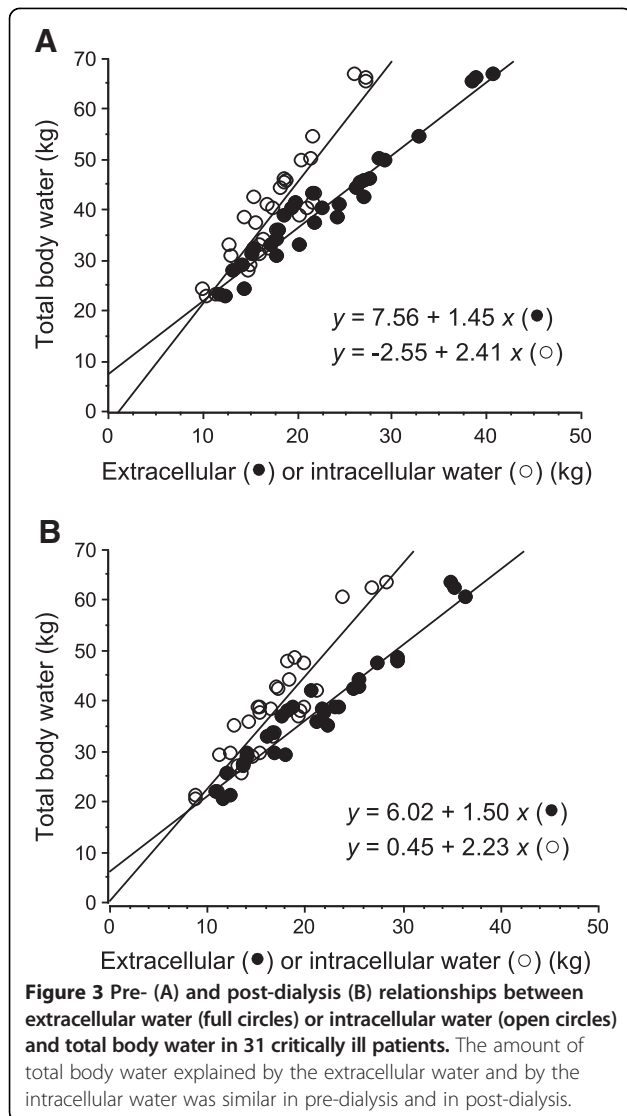 A
70
60
50
40
30
20
10
0
Total body water (kg)
y = 7.56 + 1.45 x (●)
y = -2.55 + 2.41 x (○)
0 10 20 30 40 50
Extracellular (●) or intracellular water (○) (kg)
B
70
60
50
40
30
20
10
0
Total body water (kg)
y = 6.02 + 1.50 x (●)
y = 0.45 + 2.23 x (○)
0 10 20 30 40 50
Extracellular (●) or intracellular water (○) (kg)
Figure 3 Pre- (A) and post-dialysis (B) relationships between
extracellular water (full circles) or intracellular water (open circles)
and total body water in 31 critically ill patients. The amount of
total body water explained by the extracellular water and by the
intracellular water was similar in pre-dialysis and in post-dialysis.